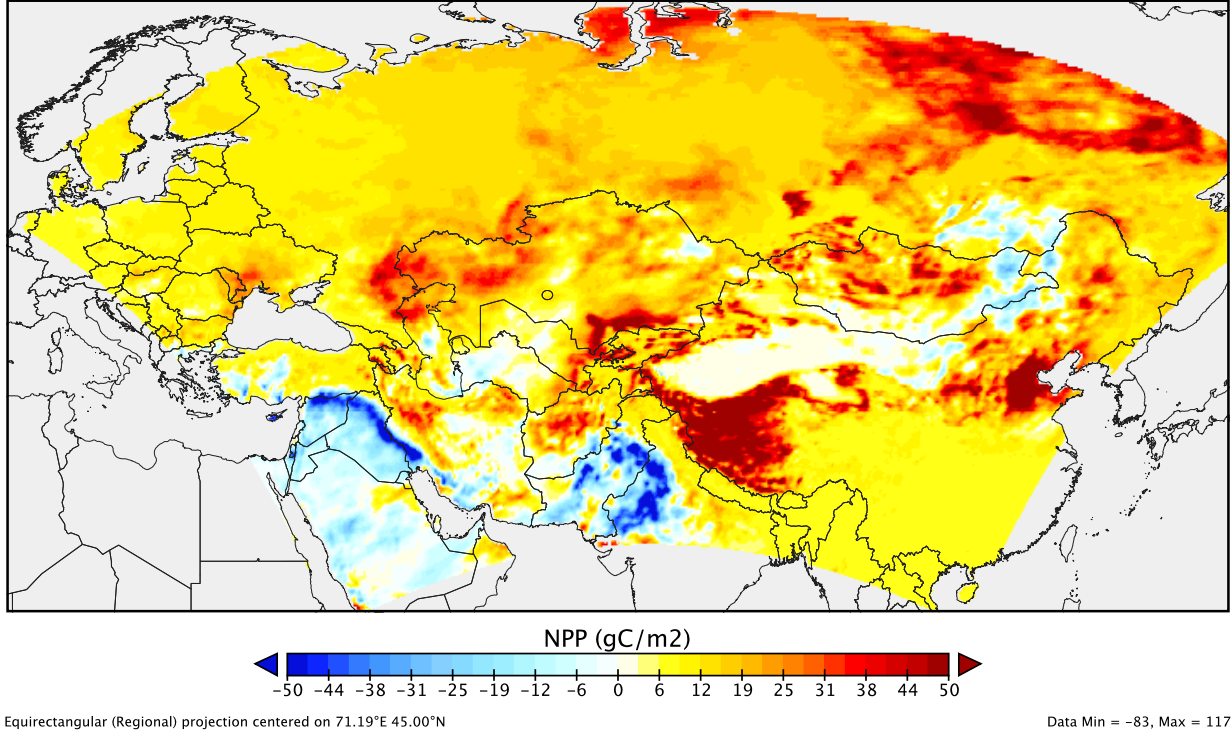 NPP (gC/m2)
−50 −44 −38 −31 −25 −19 −12 −6 0 6 12 19 25 31 38 44 50
Equirectangular (Regional) projection centered on 71.19°E 45.00°N Data Min = −83, Max = 117